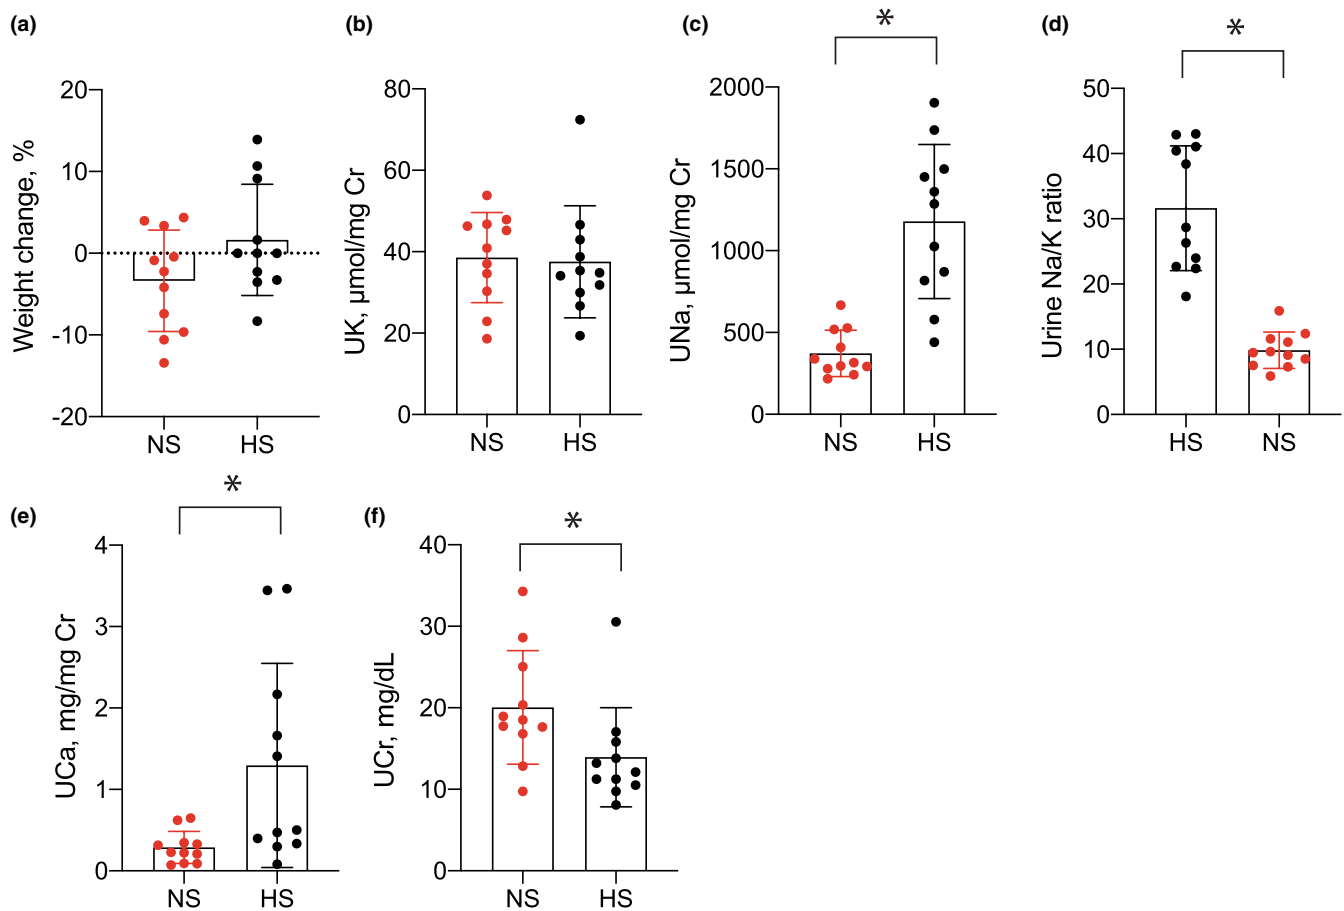 (a)
Weight change, %
20
10
0
-10
-20
NS HS
(b)
UK, μmol/mg Cr
80
60
40
20
0
NS HS
(c)
*
UNa, μmol/mg Cr
2000
1500
1000
500
0
NS HS
(d)
*
Urine Na/K ratio
50
40
30
20
10
0
HS NS
(e)
*
UCa, mg/mg Cr
4
3
2
1
0
NS HS
(f)
*
UCr, mg/dL
40
30
20
10
0
NS HS